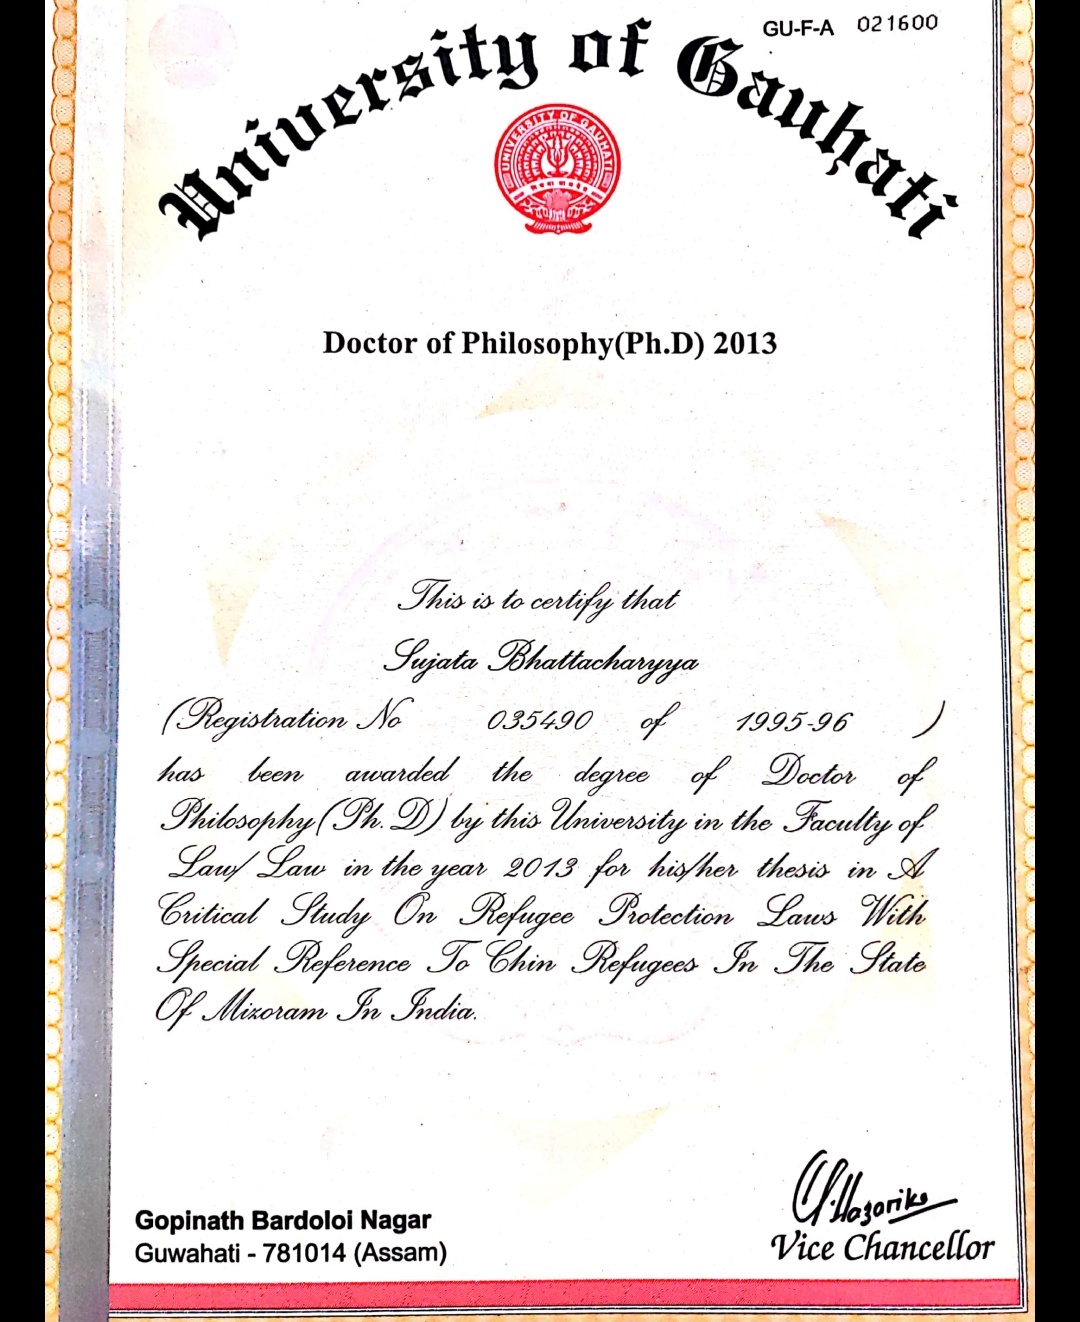 GU-F-A 021600
University of Gauhati
UNIVERSITY OF GAUHATI
Doctor of Philosophy(Ph.D) 2013
This is to certify that
Sujata Bhattacharyya
(Registration No 035490 of 1995-96 )
has been awarded the degree of Doctor of
Philosophy(Ph.D) by this University in the Faculty of
Law/ Law in the year 2013 for his/her thesis in A
Critical Study On Refugee Protection Laws With
Special Reference To Chin Refugees In The State
Of Mizoram In India.
Gopinath Bardoloi Nagar
Guwahati - 781014 (Assam)
Hazarika
Vice Chancellor